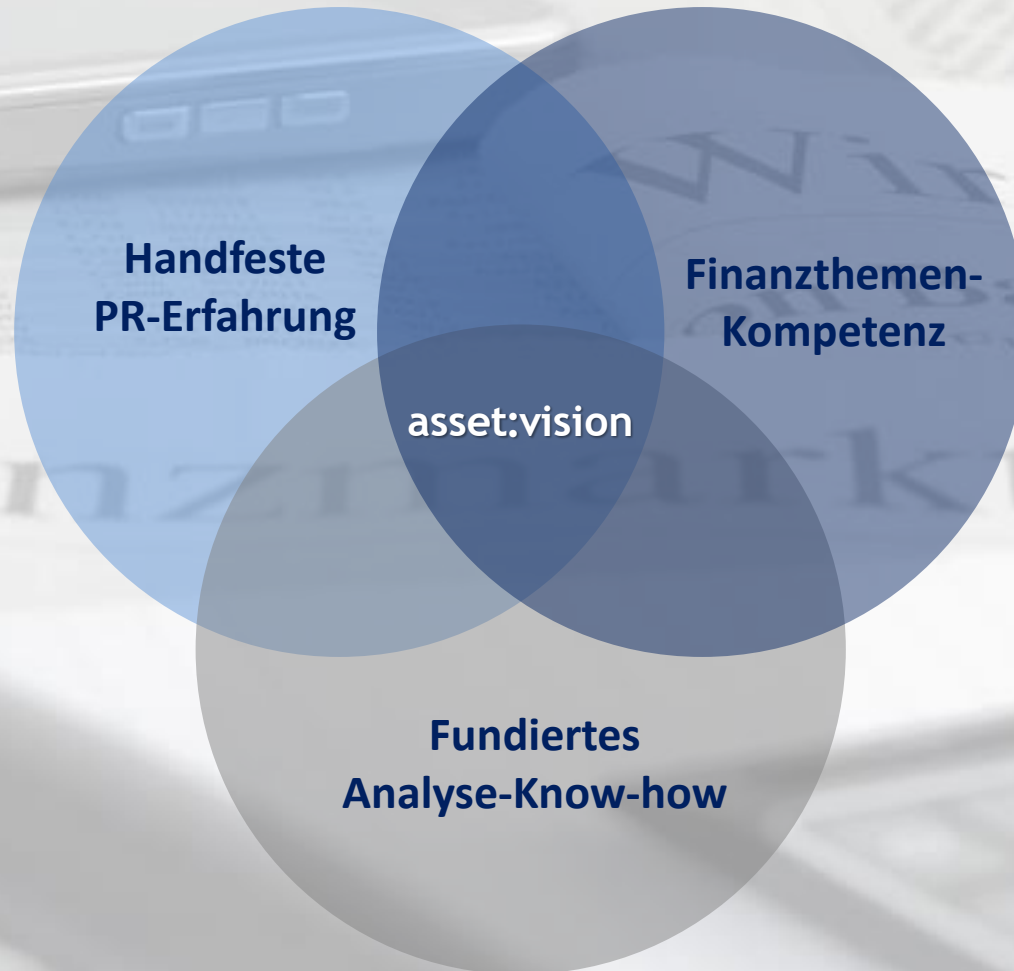 Handfeste
PR-Erfahrung
Finanzthemen-
Kompetenz
asset:vision
Fundiertes
Analyse-Know-how